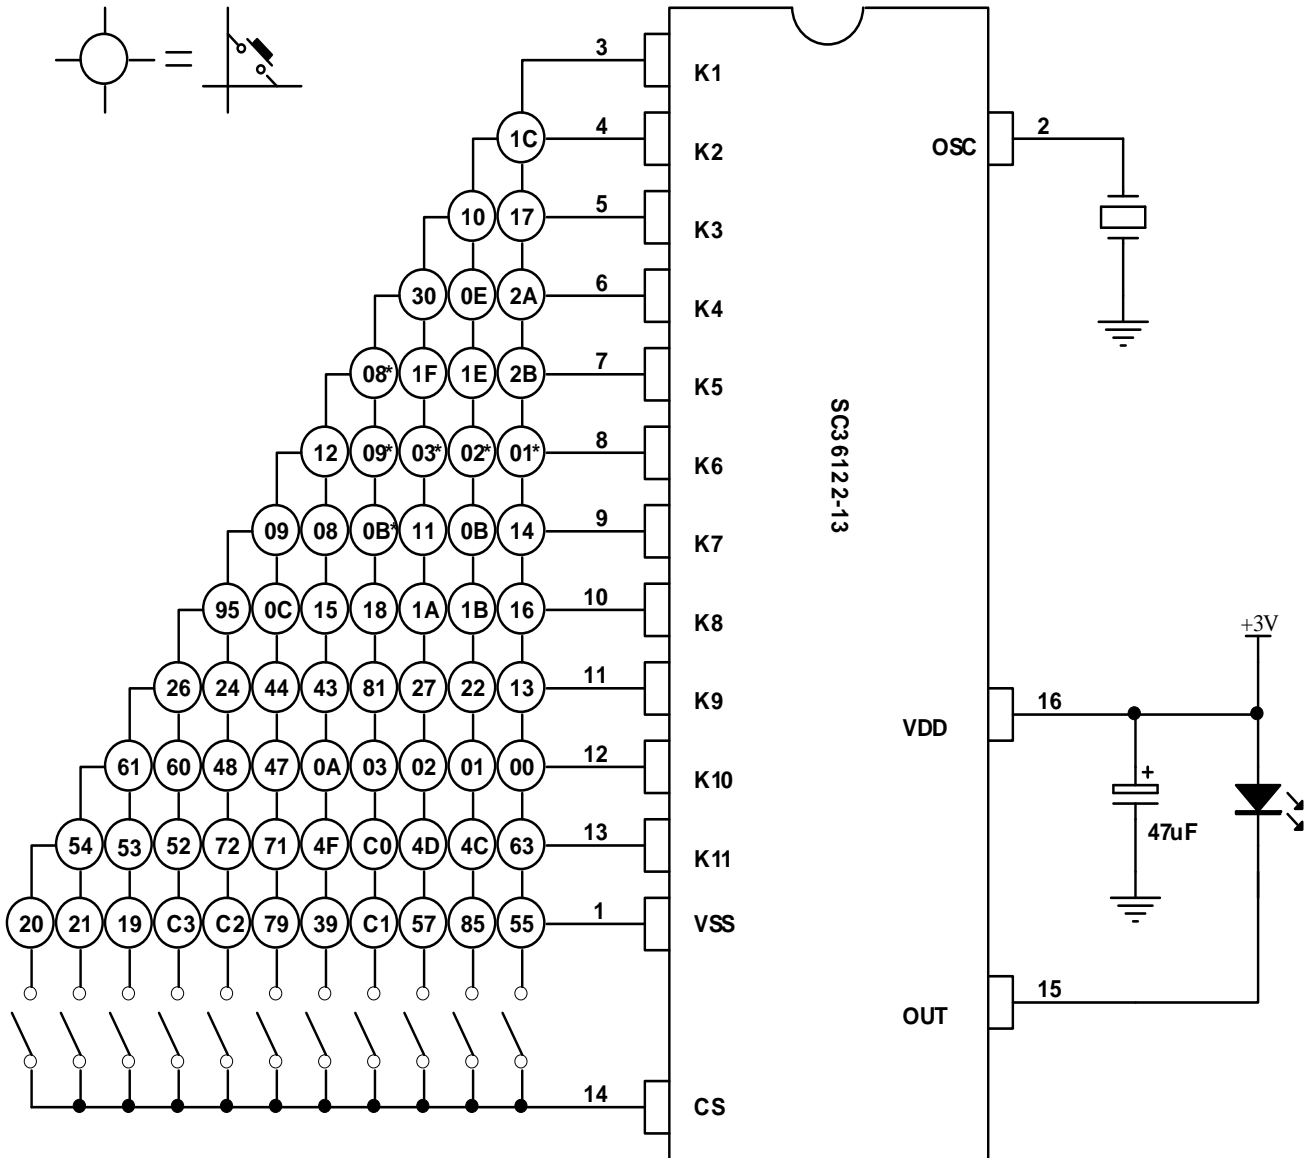 3
K1
1C 4
K2
OSC 2
10 17 5
K3
30 0E 2A 6
K4
08* 1F 1E 2B 7
K5
SC36122-13
12 09* 03* 02* 01* 8
K6
09 08 0B* 11 0B 14 9
K7
95 0C 15 18 1A 1B 16 10
K8
+3V
26 24 44 43 81 27 22 13 11
K9
VDD 16
61 60 48 47 0A 03 02 01 00 12
K10
+
47uF
54 53 52 72 71 4F C0 4D 4C 63 13
K11
20 21 19 C3 C2 79 39 C1 57 85 55 1
VSS
OUT 15
14
CS